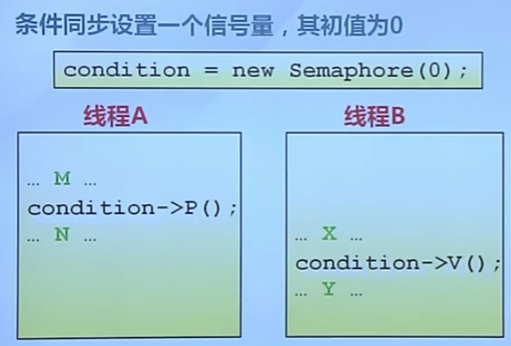 条件同步设置一个信号量，其初值为0
condition = new Semaphore(0);
线程A
… M …
condition->P();
… N …
线程B
… X …
condition->V();
… Y …